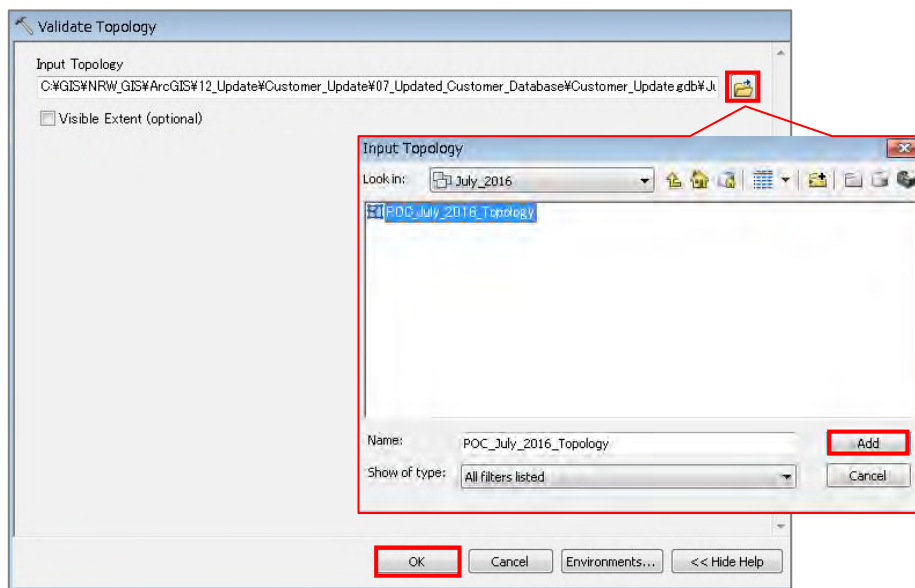 Validate Topology
Input Topology
C:¥GIS¥NRW_GIS¥ArcGIS¥12_Update¥Customer_Update¥07_Updated_Customer_Database¥Customer_Update.gdb¥Ju
Visible Extent (optional)
Input Topology
Look in:
July_2016
POC_July_2016_Topology
Name:
POC_July_2016_Topology
Add
Show of type:
All filters listed
Cancel
OK
Cancel
Environments...
<< Hide Help